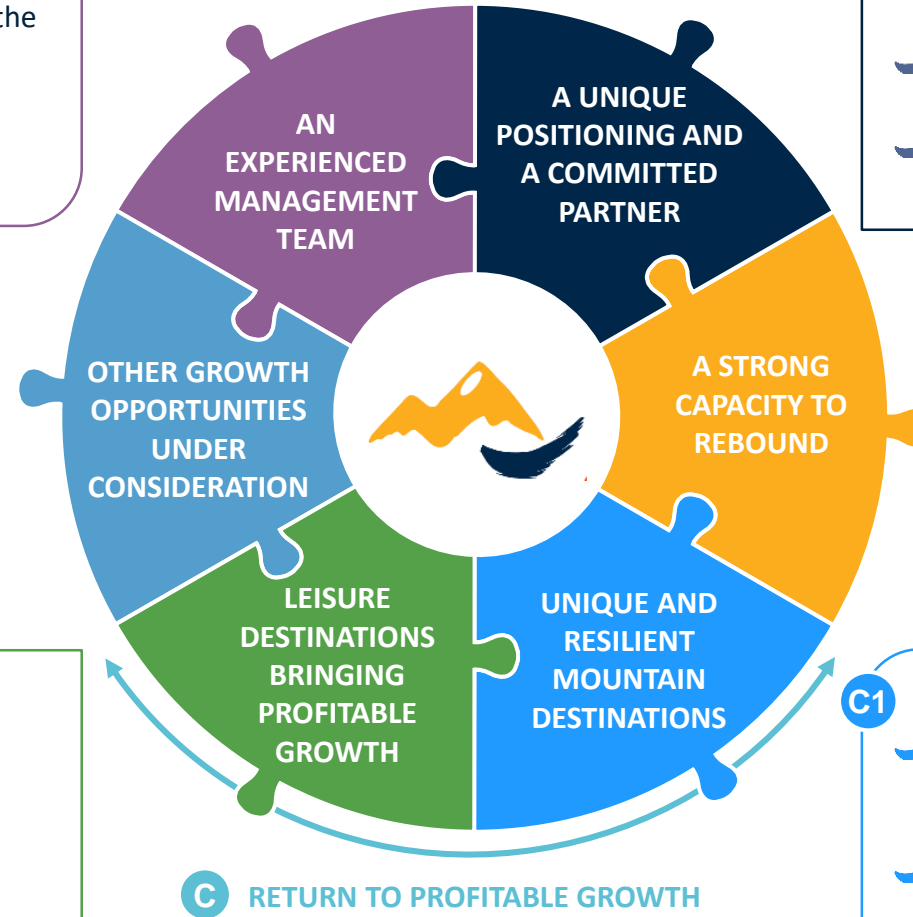 the
AN
EXPERIENCED
MANAGEMENT
TEAM
A UNIQUE
POSITIONING AND
A COMMITTED
PARTNER
OTHER GROWTH
OPPORTUNITIES
UNDER
CONSIDERATION
A STRONG
CAPACITY TO
REBOUND
LEISURE
DESTINATIONS
BRINGING
PROFITABLE
GROWTH
UNIQUE AND
RESILIENT
MOUNTAIN
DESTINATIONS
C1
C RETURN TO PROFITABLE GROWTH